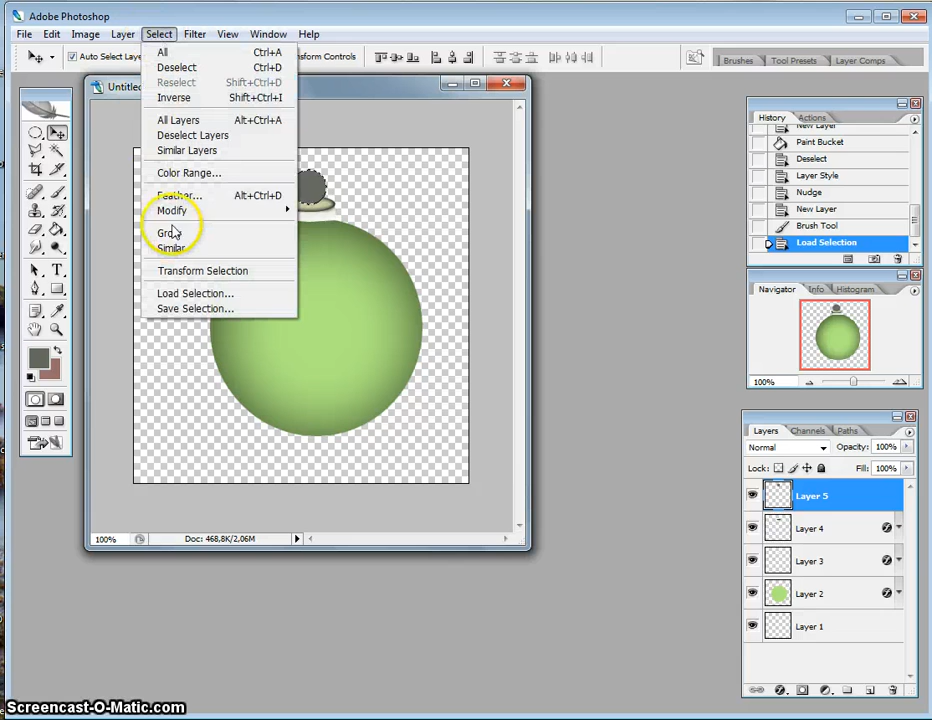 Adobe Photoshop
File Edit Image Layer Select Filter View Window Help
Auto Select Laye
nsform Controls
Brushes Tool Presets Layer Comps
All Ctrl+A
Deselect Ctrl+D
Reselect Shift+Ctrl+D
Inverse Shift+Ctrl+I
All Layers Alt+Ctrl+A
Deselect Layers
Similar Layers
Color Range...
Feather... Alt+Ctrl+D
Modify
Grow
Similar
Transform Selection
Load Selection...
Save Selection...
Untitle
100% Doc: 468,8K/2,06M
History Actions
New Layer
Paint Bucket
Deselect
Layer Style
Nudge
New Layer
Brush Tool
Load Selection
Navigator Info Histogram
100%
Layers Channels Paths
Normal Opacity: 100%
Lock: Fill: 100%
Layer 5
Layer 4
Layer 3
Layer 2
Layer 1
Screencast-O-Matic.com